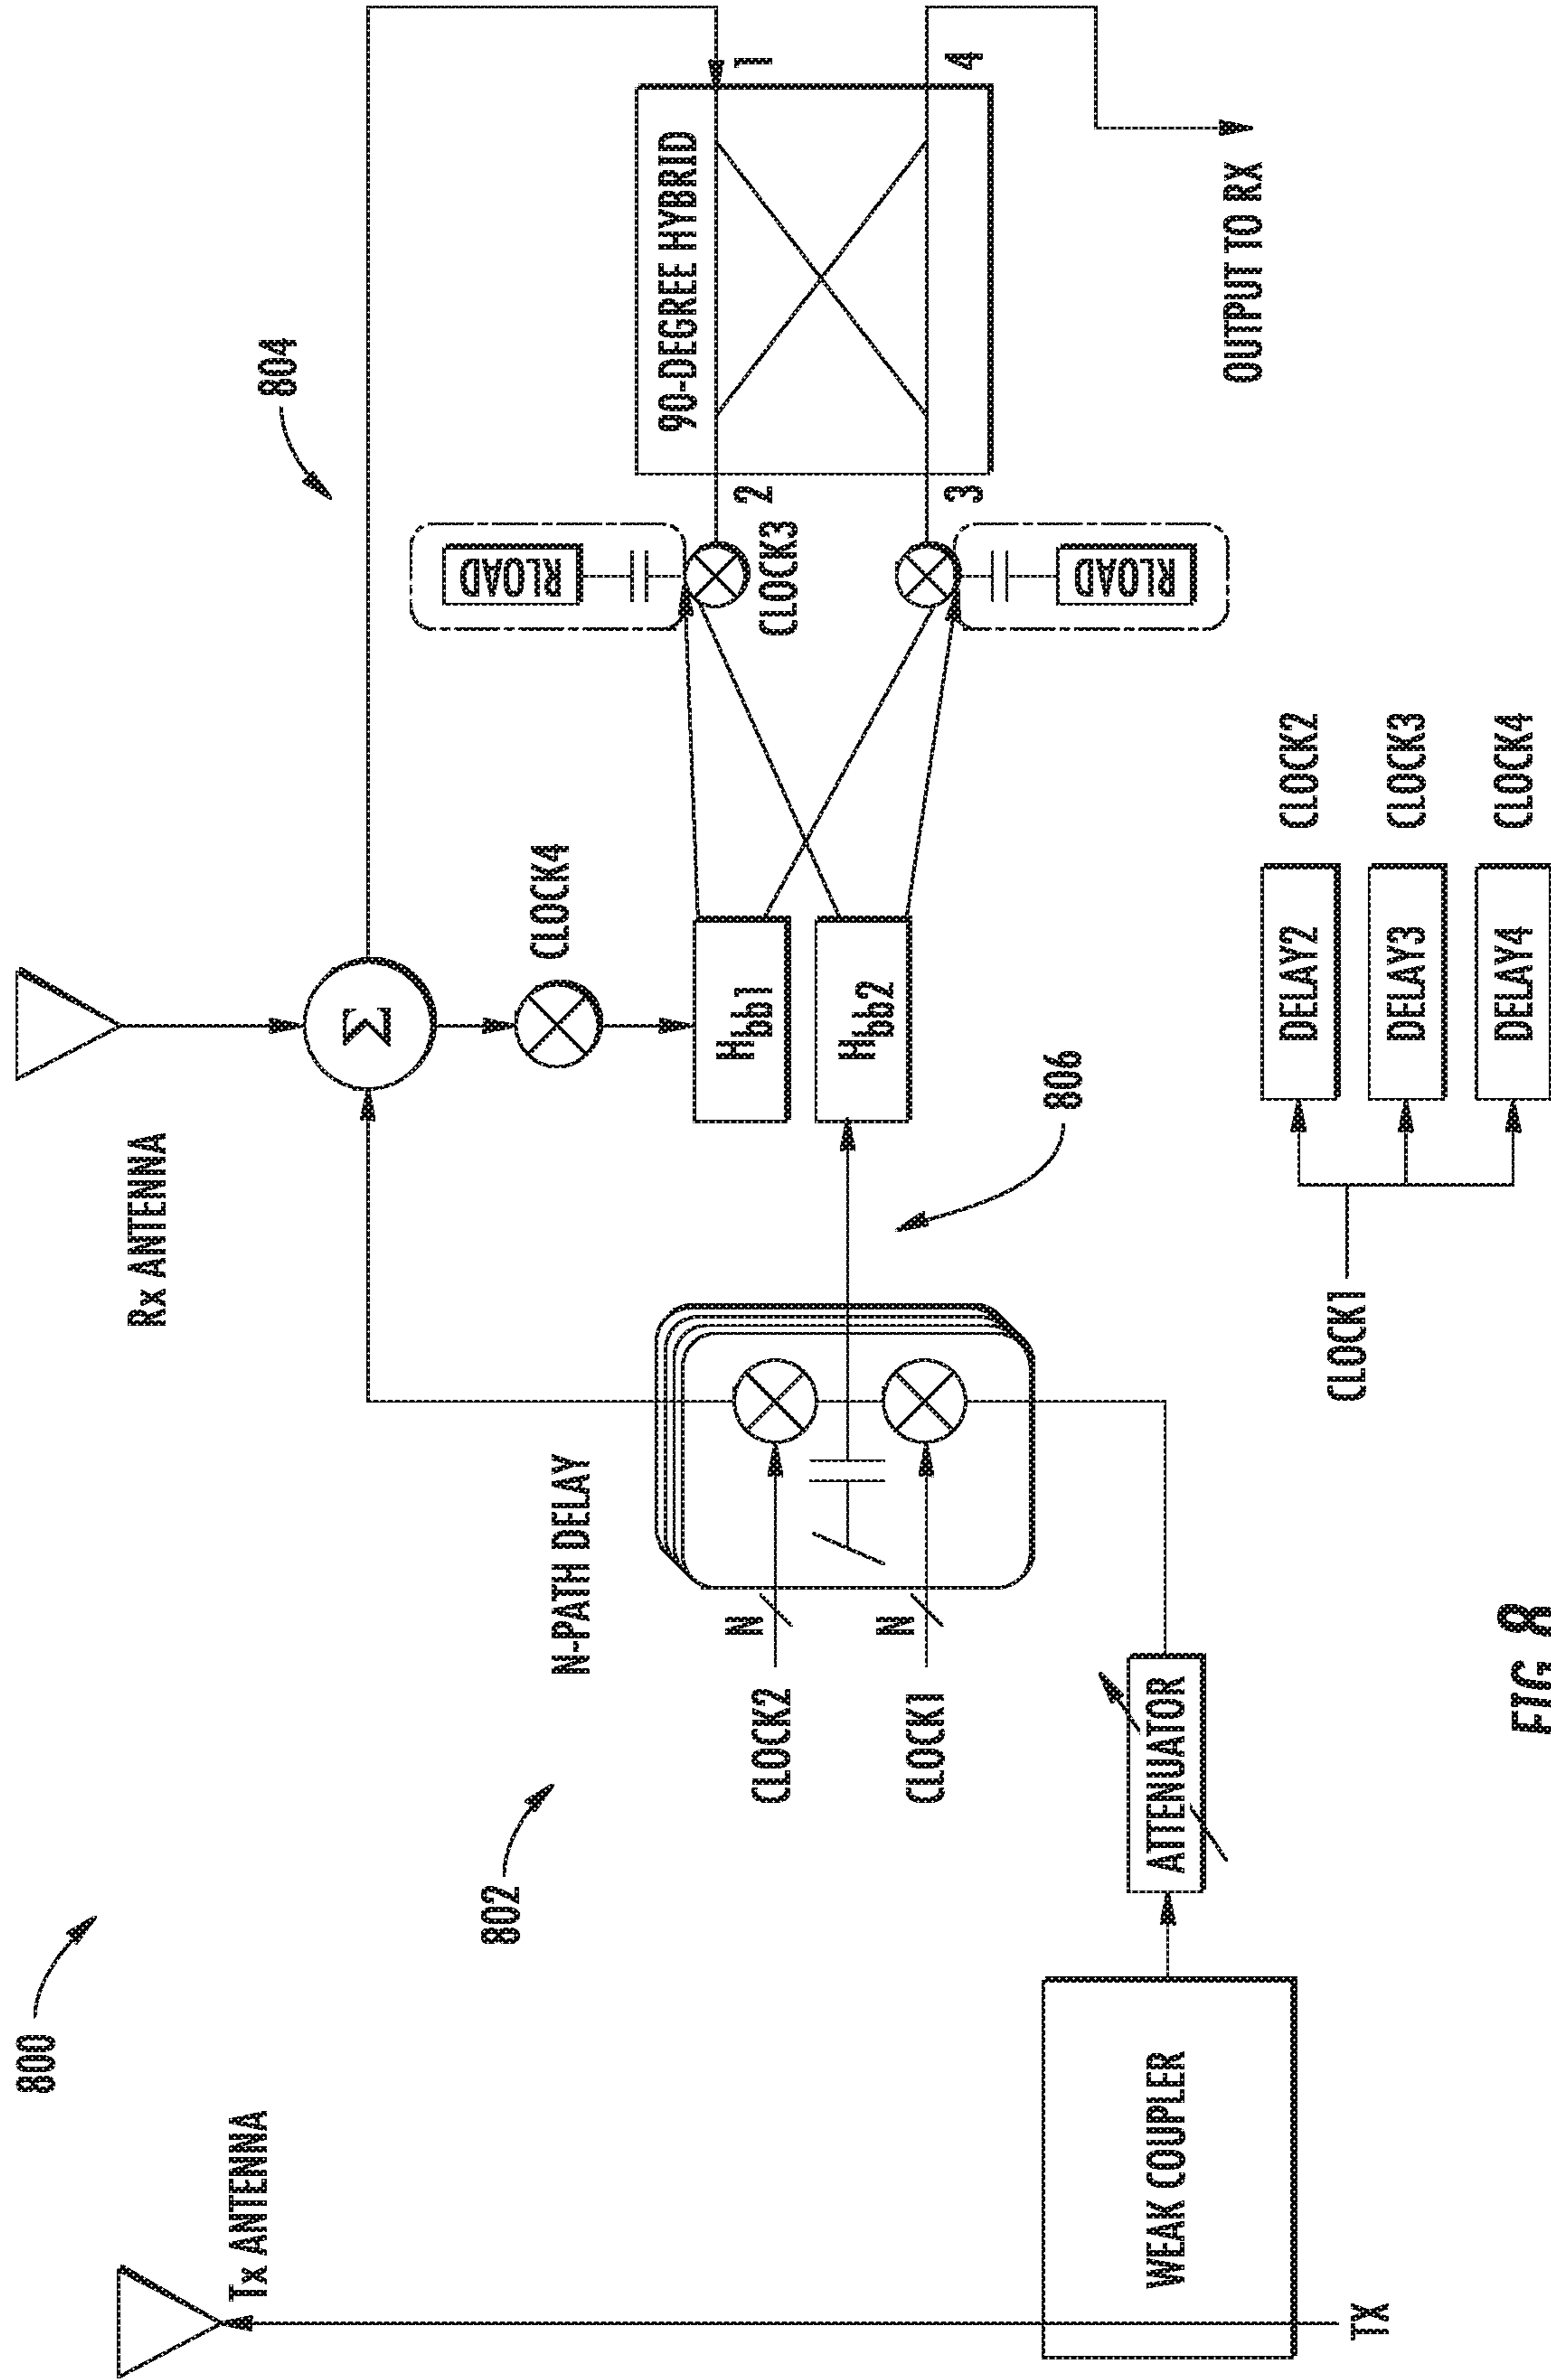 800
Tx ANTENNA
WEAK COUPLER
TX
802
ATTENUATOR
N-PATH DELAY
CLOCK2
N
CLOCK1
N
Rx ANTENNA
Σ
CLOCK4
Hbb1
Hbb2
806
804
RLOAD
CLOCK3
RLOAD
90-DEGREE HYBRID
1
2
3
4
OUTPUT TO RX
CLOCK1
DELAY2
CLOCK2
DELAY3
CLOCK3
DELAY4
CLOCK4
FIG.8